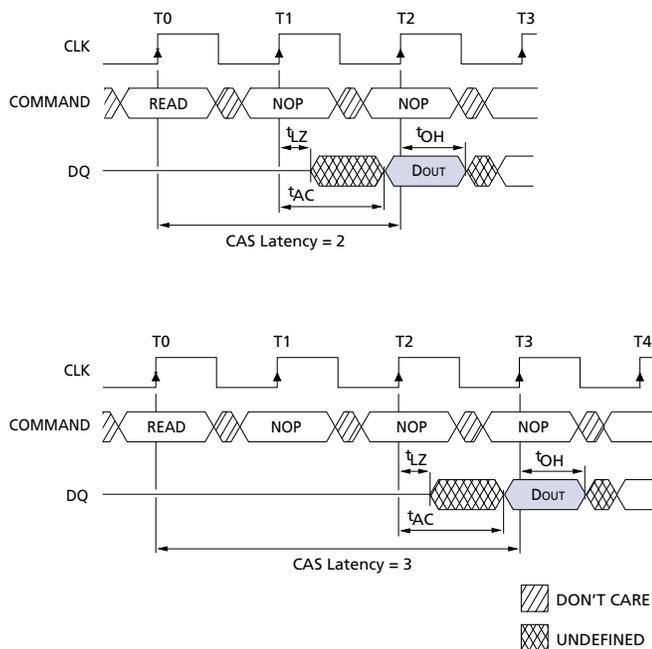 T0 T1 T2 T3
CLK
COMMAND READ NOP NOP
tLZ tOH
DQ DOUT
tAC
CAS Latency = 2
T0 T1 T2 T3 T4
CLK
COMMAND READ NOP NOP NOP
tLZ tOH
DQ DOUT
tAC
CAS Latency = 3
DON'T CARE
UNDEFINED